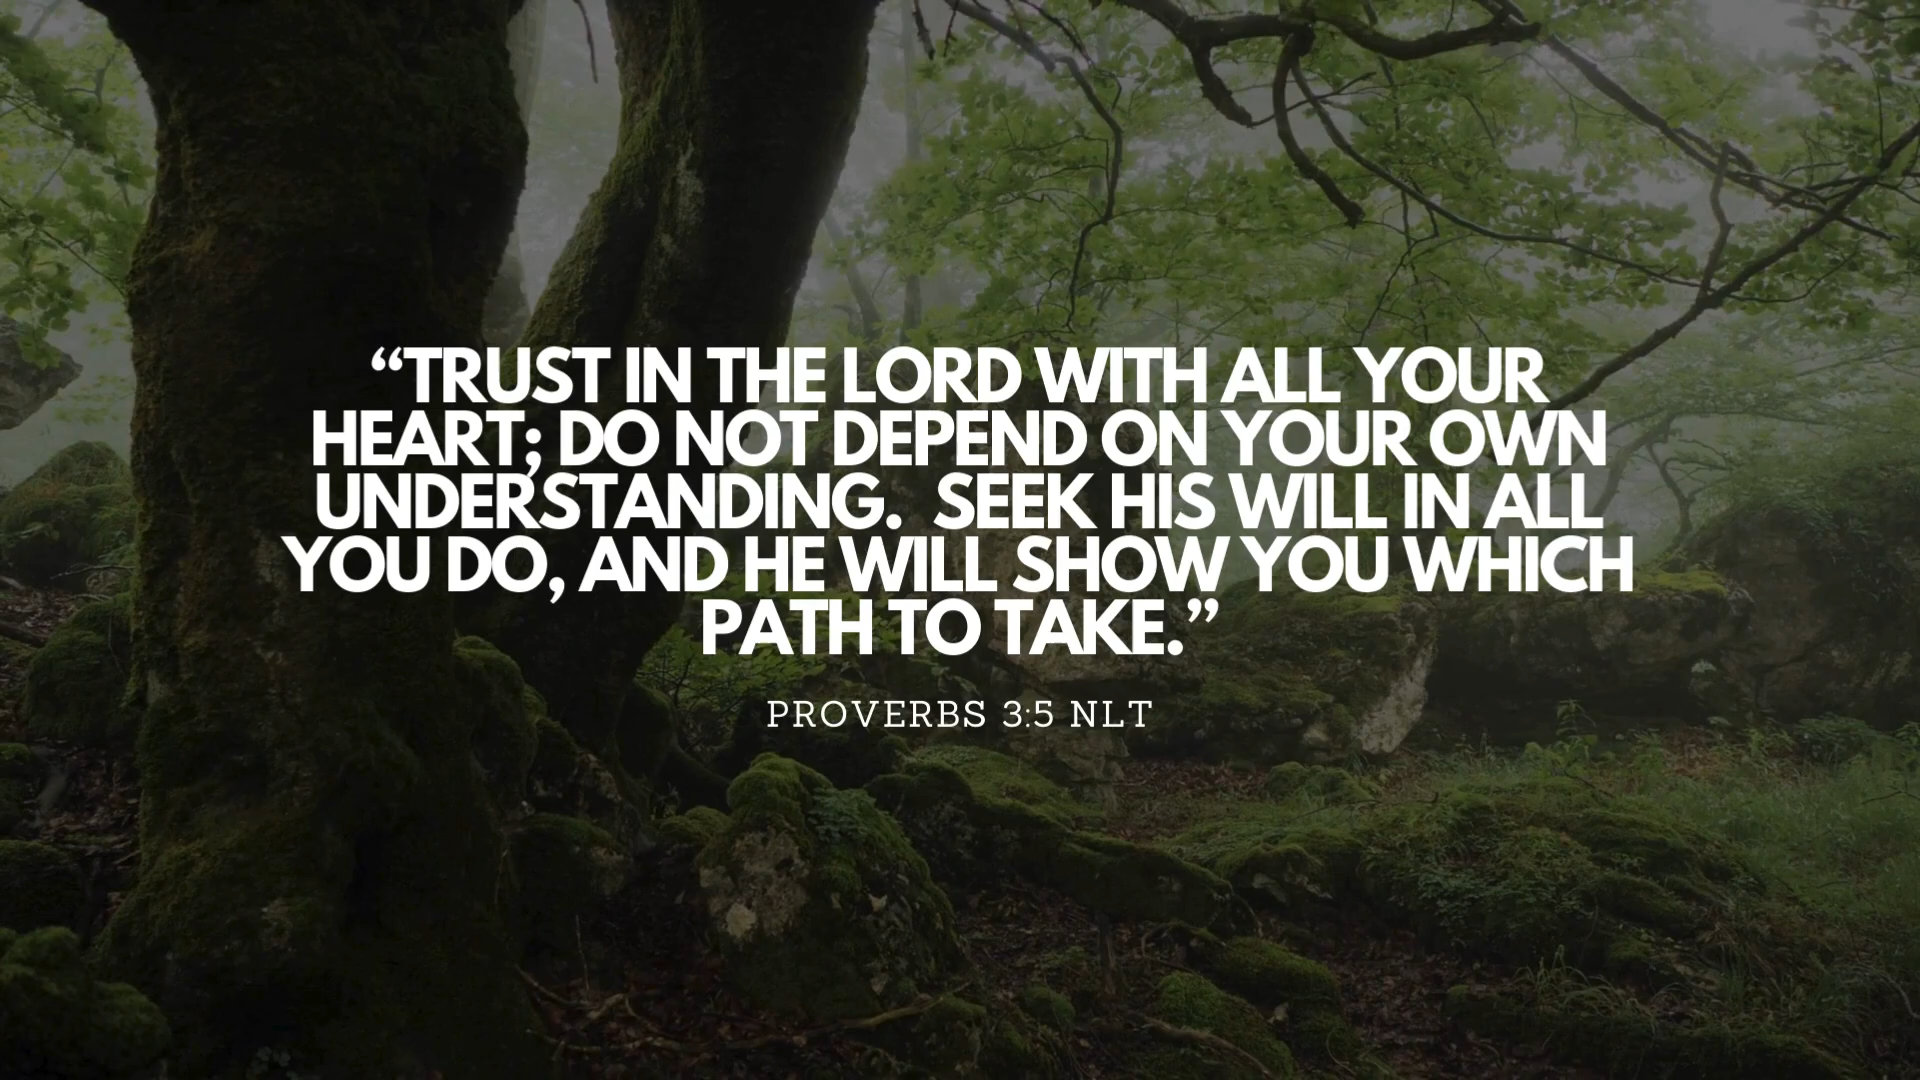 “TRUST IN THE LORD WITH ALL YOUR
HEART; DO NOT DEPEND ON YOUR OWN
UNDERSTANDING.  SEEK HIS WILL IN ALL
YOU DO, AND HE WILL SHOW YOU WHICH
PATH TO TAKE.”
PROVERBS 3:5 NLT